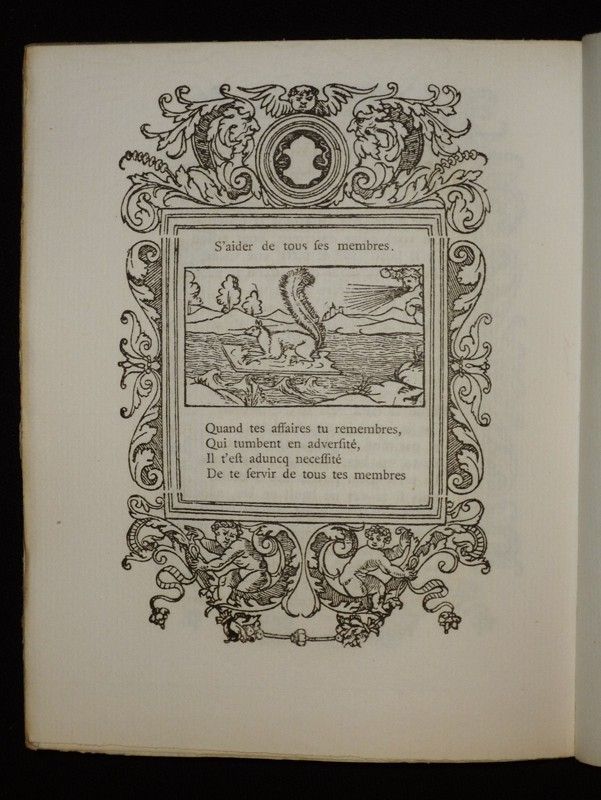 S'aider de tous ſes membres.
Quand tes affaires tu remembres,
Qui tumbent en adverſité,
Il t'eſt aduncq neceſſité
De te ſervir de tous tes membres